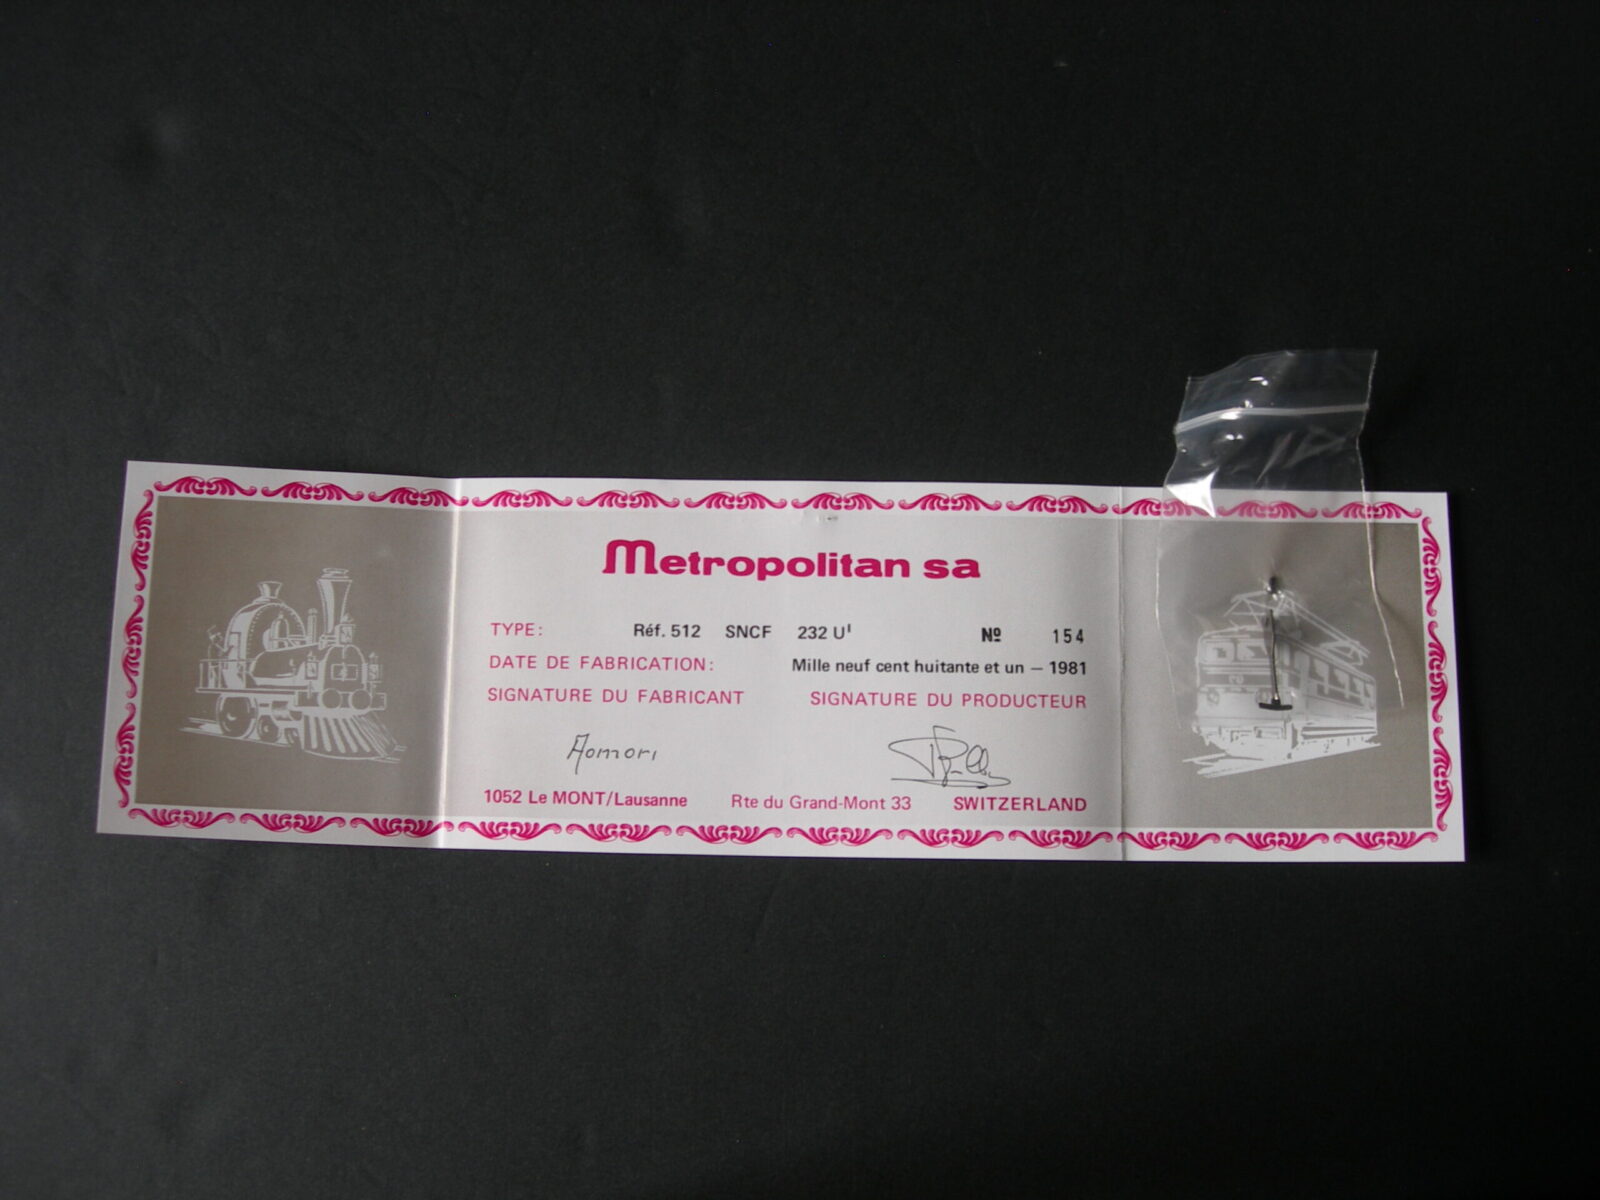 Metropolitan sa
TYPE: Réf. 512 SNCF 232 U¹ Nº 154
DATE DE FABRICATION: Mille neuf cent huitante et un — 1981
SIGNATURE DU FABRICANT SIGNATURE DU PRODUCTEUR
Aomori
1052 Le MONT/Lausanne Rte du Grand-Mont 33 SWITZERLAND